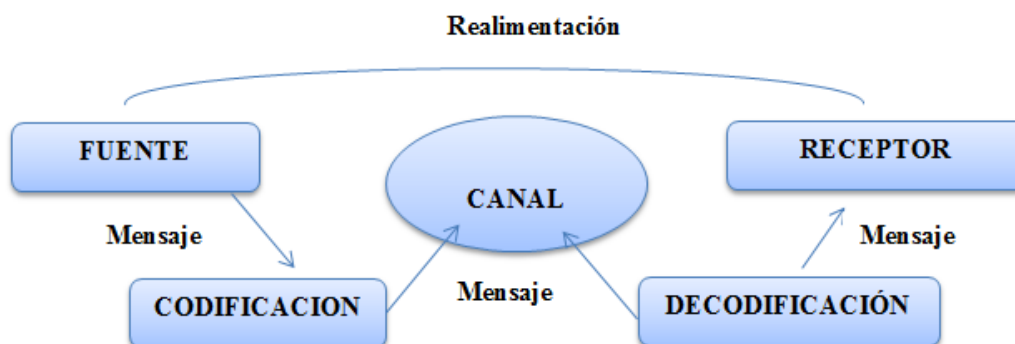 Realimentación
FUENTE
RECEPTOR
CANAL
Mensaje
Mensaje
Mensaje
CODIFICACION
DECODIFICACIÓN